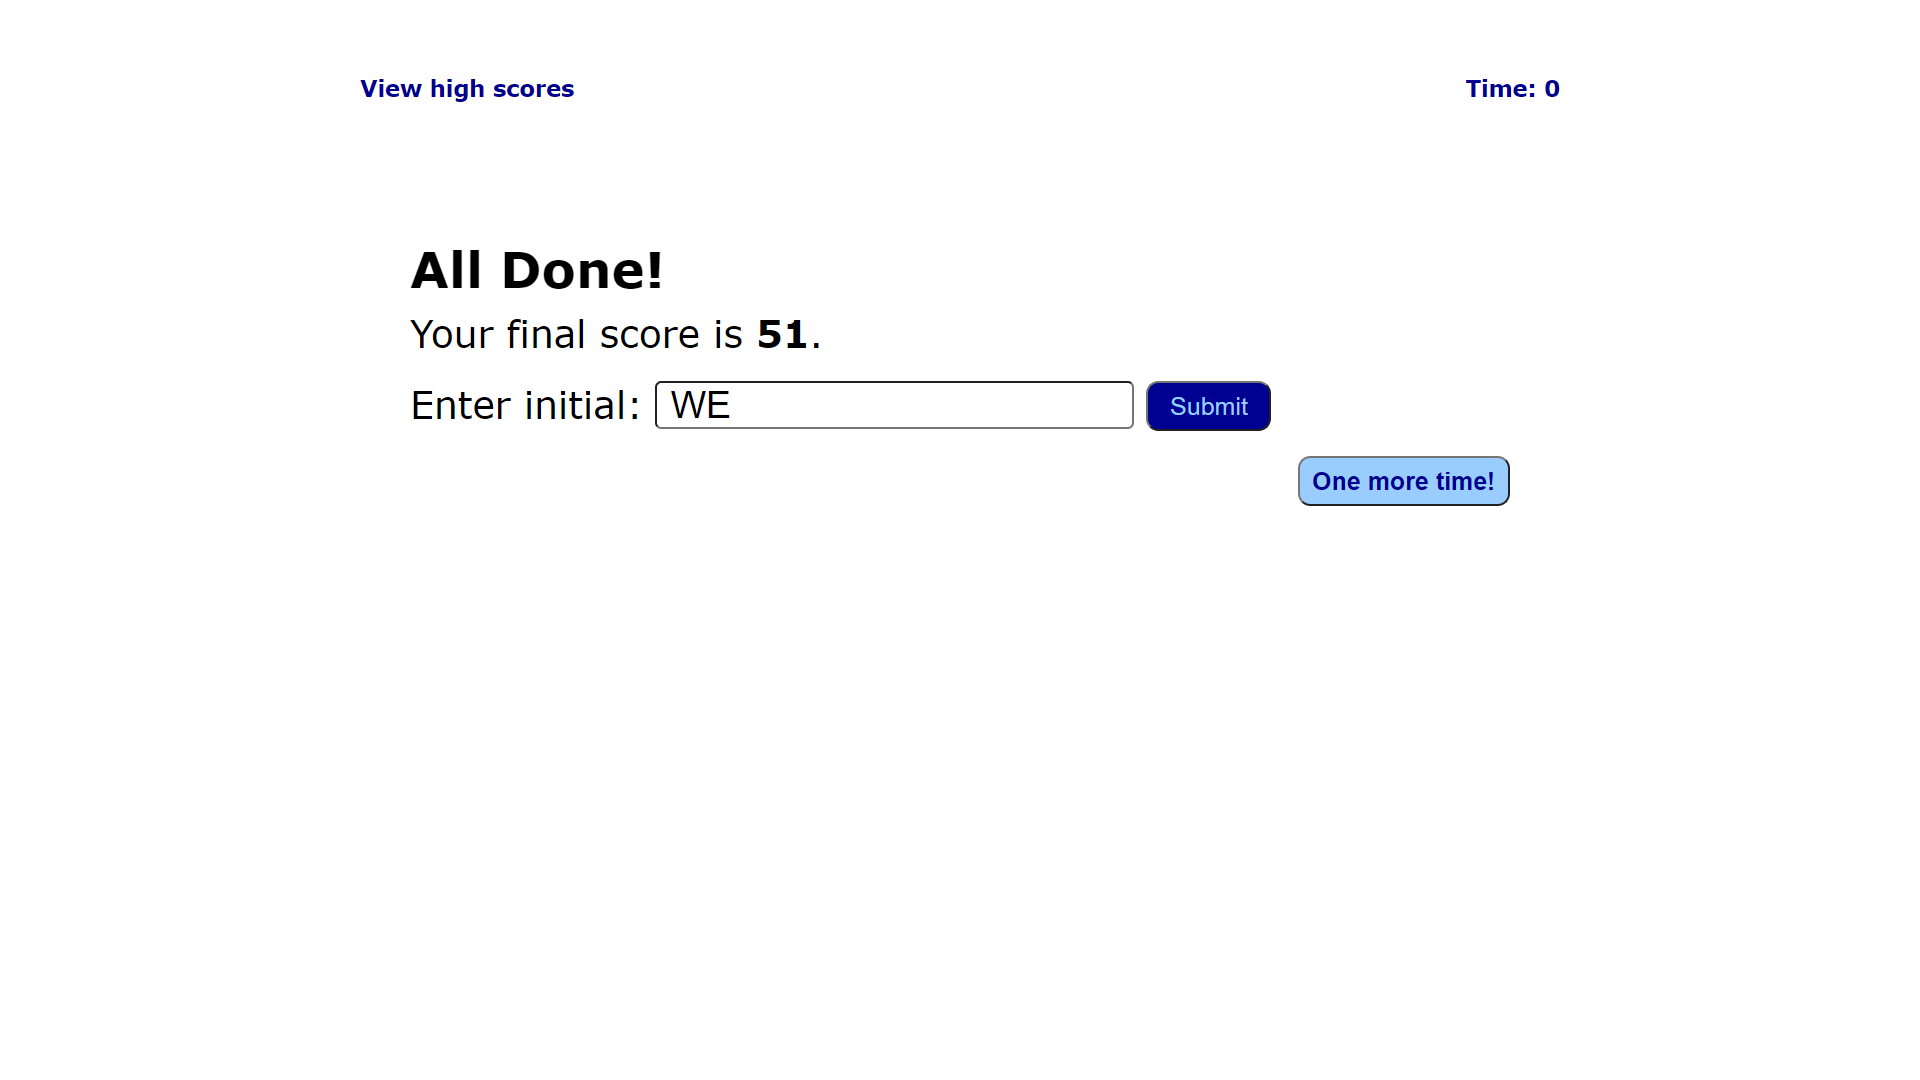 View high scores
Time: 0
All Done!
Your final score is 51.
Enter initial: WE Submit
One more time!